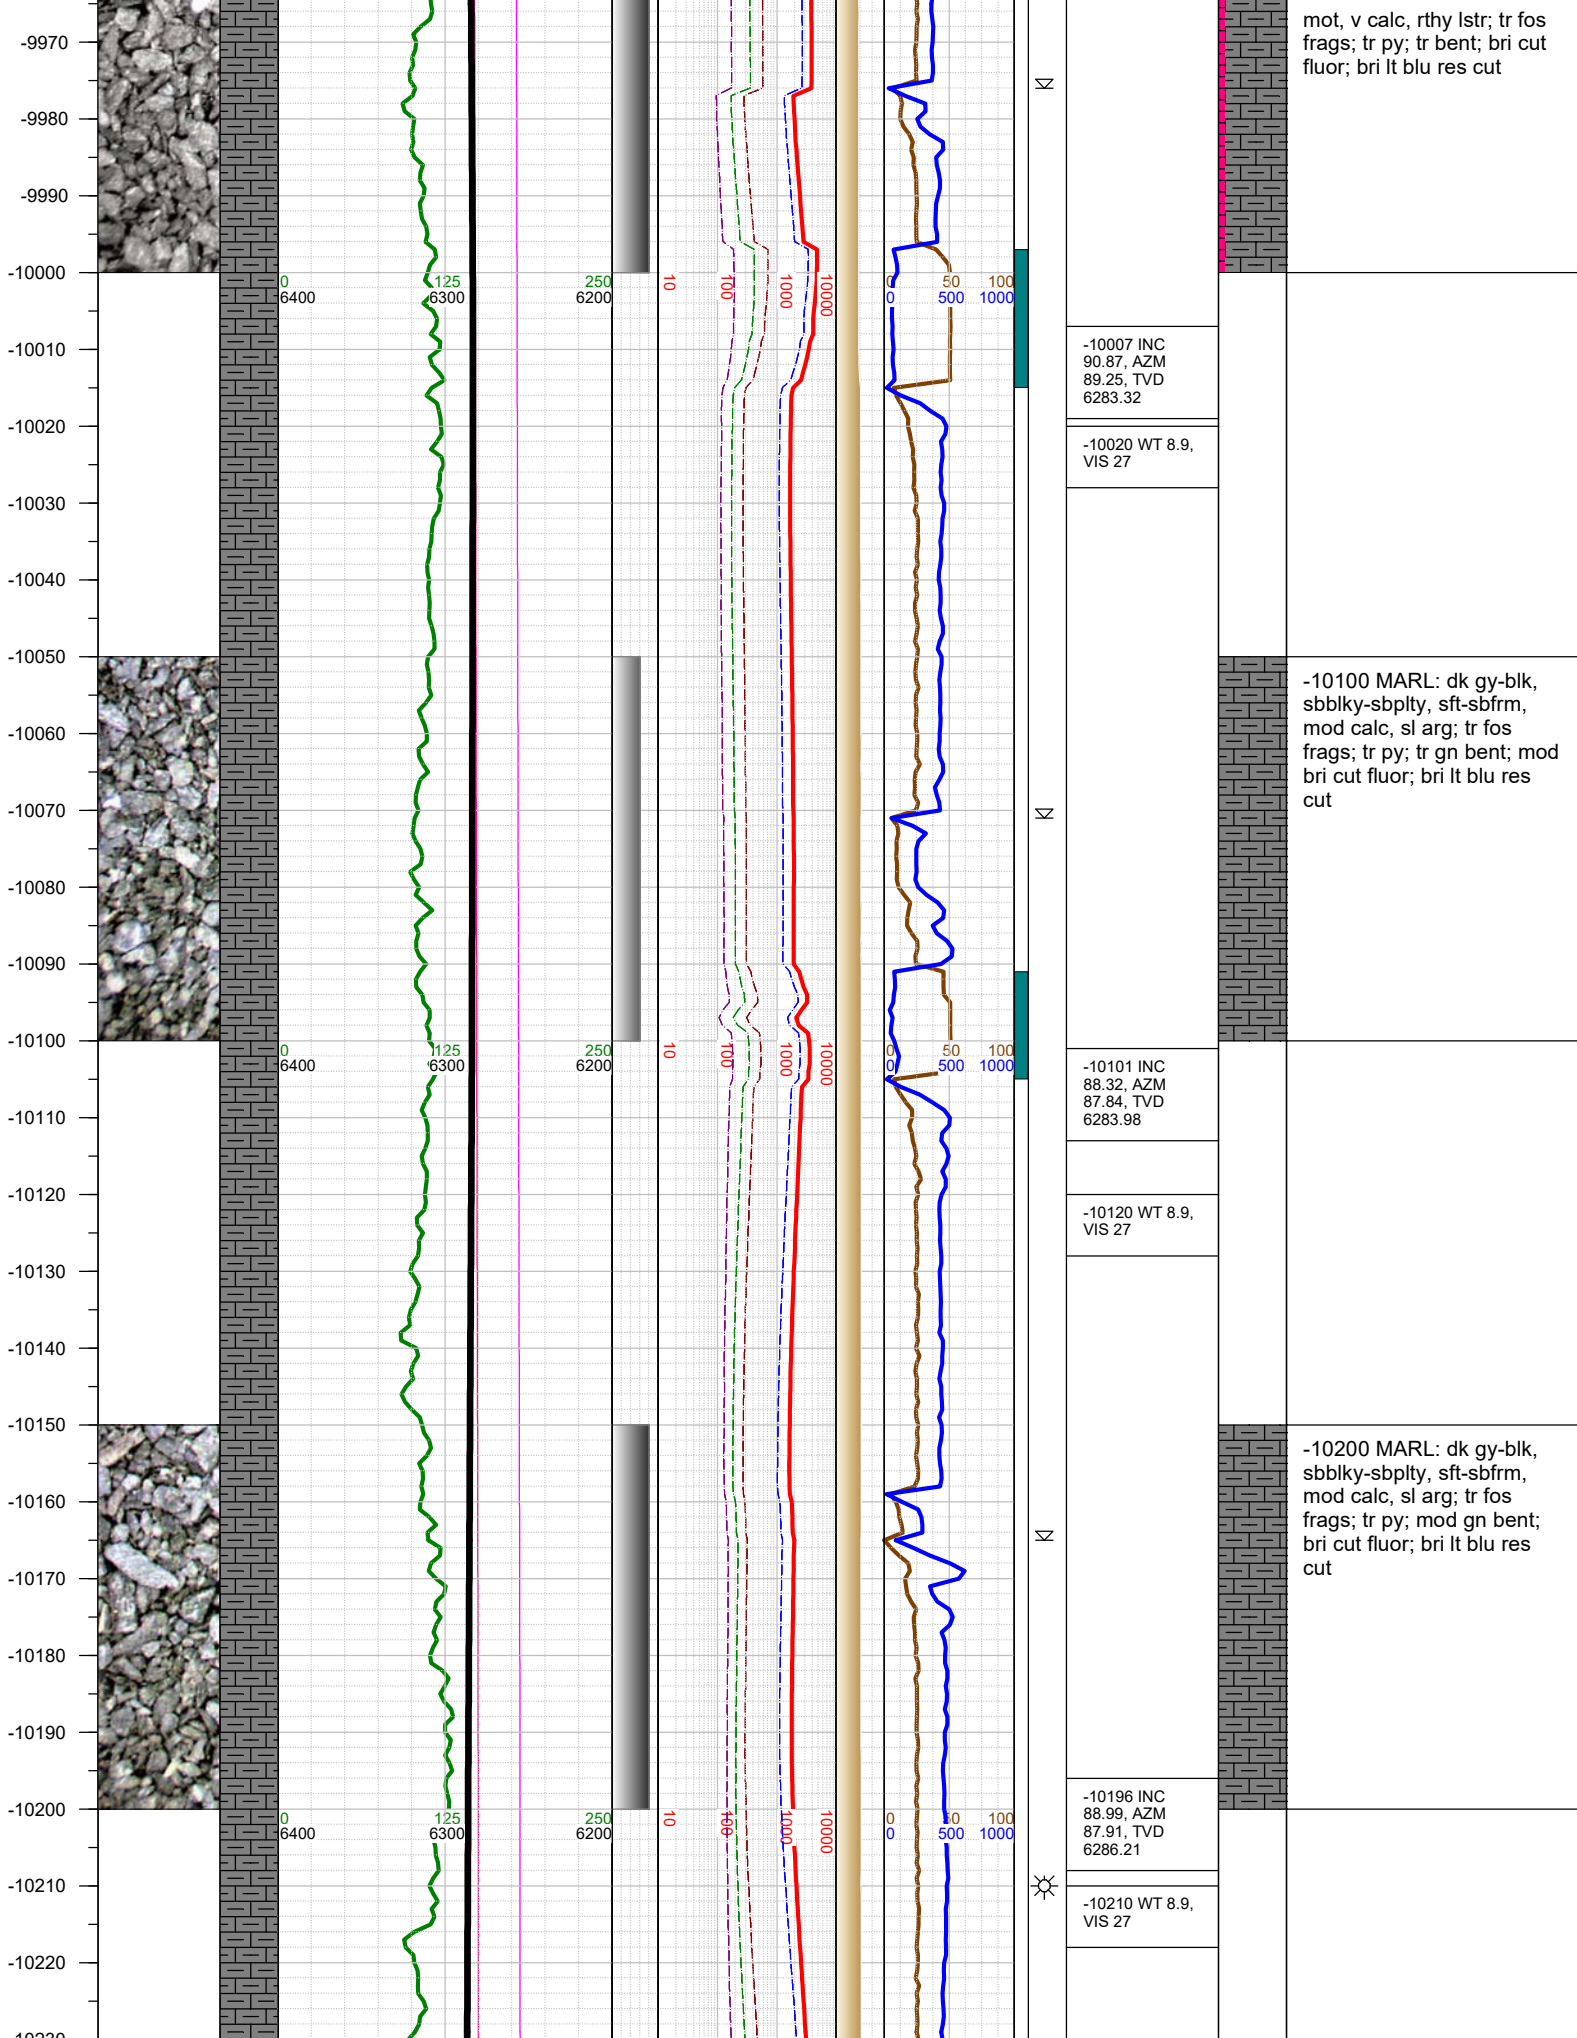 mot, v calc, rthy lstr; tr fos
frags; tr py; tr bent; bri cut
fluor; bri lt blu res cut
-9970
-9980
-9990
-10000
0 125 250
6400 6300 6200
10 100 1000 10000
0 50 100
0 500 1000
-10007 INC
90.87, AZM
89.25, TVD
6283.32
-10010
-10020
-10020 WT 8.9,
VIS 27
-10030
-10040
-10050
-10060
-10070
-10080
-10090
-10100 MARL: dk gy-blk,
sbblky-sbplty, sft-sbfrm,
mod calc, sl arg; tr fos
frags; tr py; tr gn bent; mod
bri cut fluor; bri lt blu res
cut
-10100
0 125 250
6400 6300 6200
10 100 1000 10000
0 50 100
0 500 1000
-10101 INC
88.32, AZM
87.84, TVD
6283.98
-10110
-10120
-10120 WT 8.9,
VIS 27
-10130
-10140
-10150
-10160
-10170
-10180
-10190
-10200 MARL: dk gy-blk,
sbblky-sbplty, sft-sbfrm,
mod calc, sl arg; tr fos
frags; tr py; mod gn bent;
bri cut fluor; bri lt blu res
cut
-10200
0 125 250
6400 6300 6200
10 100 1000 10000
0 50 100
0 500 1000
-10196 INC
88.99, AZM
87.91, TVD
6286.21
-10210
-10210 WT 8.9,
VIS 27
-10220
-10230